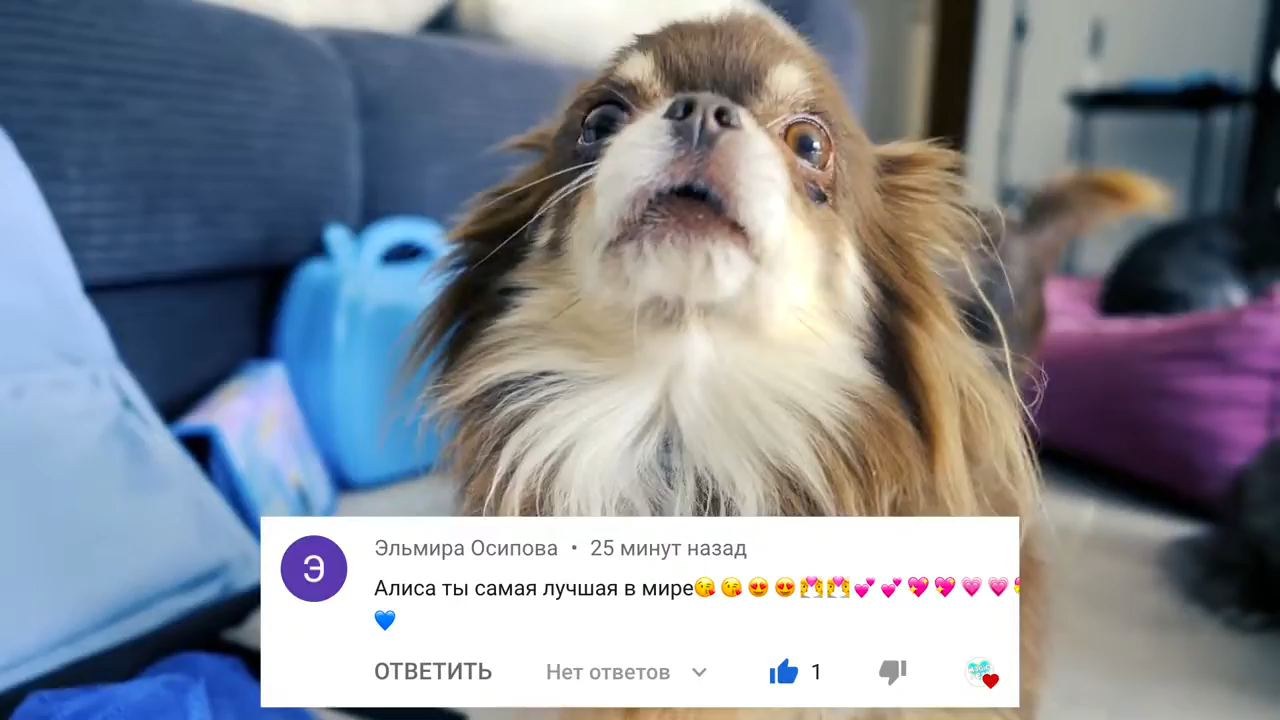 Э
Эльмира Осипова • 25 минут назад
Алиса ты самая лучшая в мире😘😘😍😍💏💏💕💕💖💖💗💗
💙
ОТВЕТИТЬ Нет ответов 1